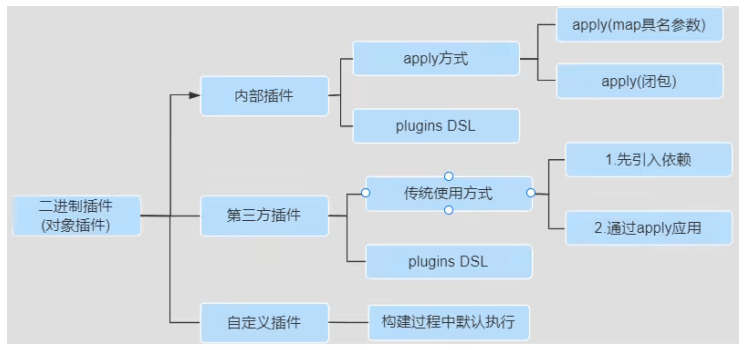 apply(map具名参数)
apply方式
内部插件
apply(闭包)
plugins DSL
1.先引入依赖
传统使用方式
二进制插件
(对象插件)
第三方插件
2.通过apply应用
plugins DSL
自定义插件
构建过程中默认执行